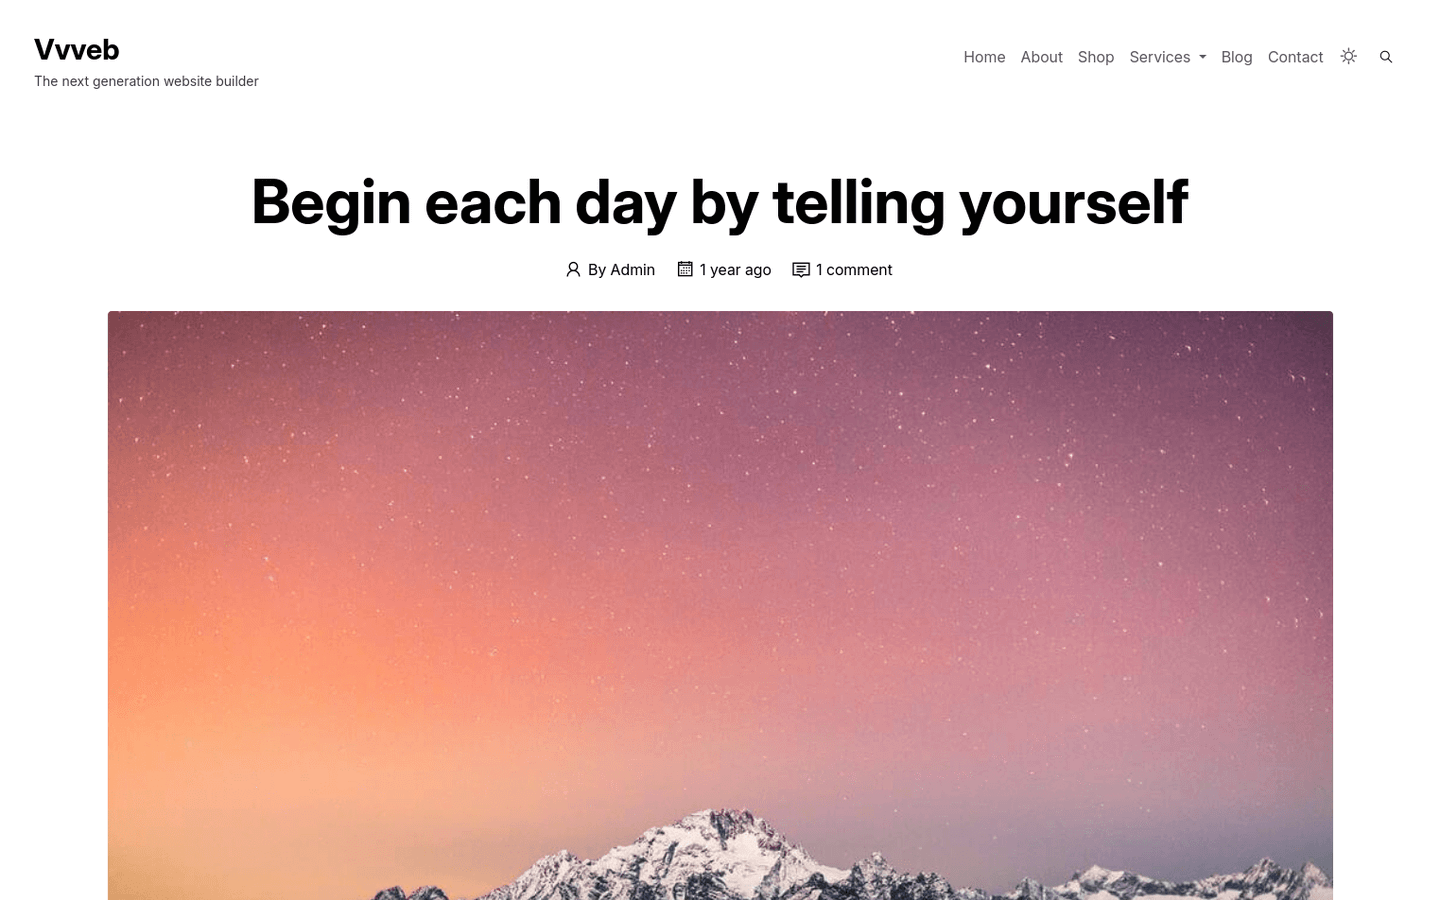 Vvveb
The next generation website builder
Home About Shop Services Blog Contact
Begin each day by telling yourself
By Admin 1 year ago 1 comment